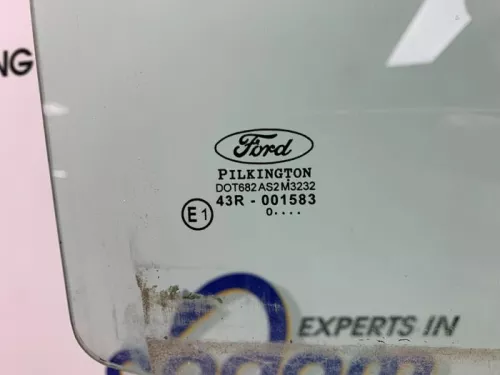 NG
Ford
PILKINGTON
DOT682 AS2 M3232
E1
43R - 001583
0....
EXPERTS IN